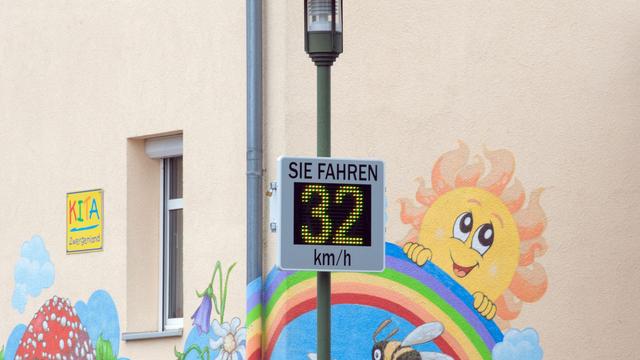 KITA
Zwergenland
SIE FAHREN
32
km/h